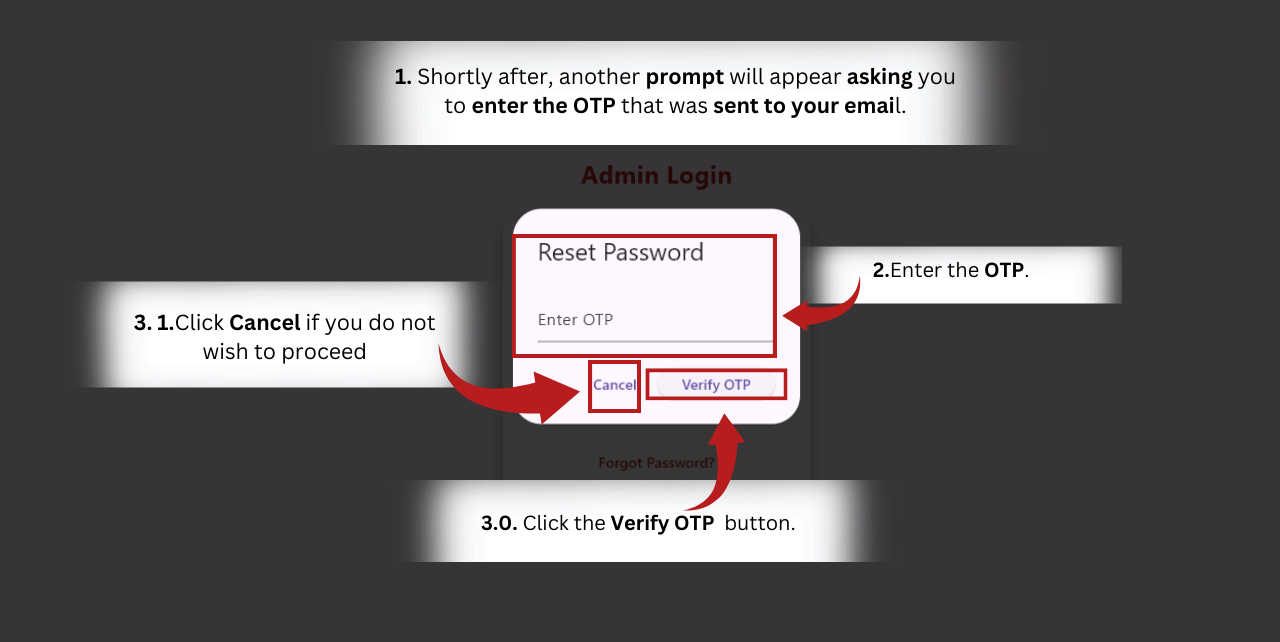 1. Shortly after, another prompt will appear asking you
to enter the OTP that was sent to your email.
Admin Login
Reset Password
2.Enter the OTP.
Enter OTP
3. 1.Click Cancel if you do not
wish to proceed
Cancel
Verify OTP
Forgot Password?
3.0. Click the Verify OTP button.